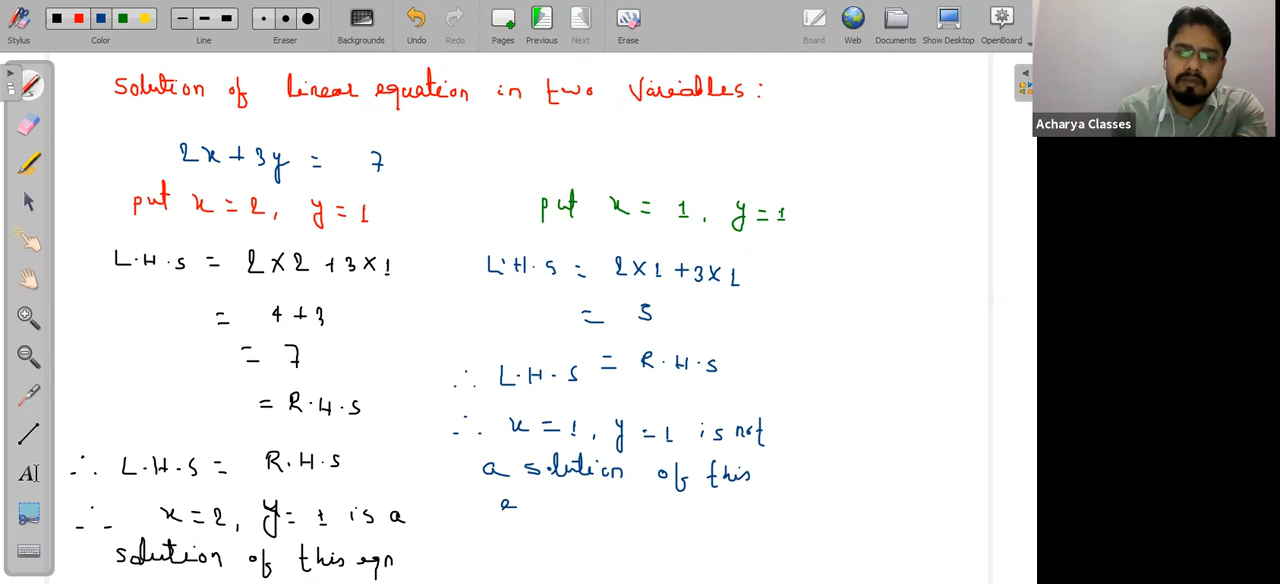 Stylus
Color
Line
Eraser
Backgrounds
Undo
Redo
Pages
Previous
Next
Erase
Board
Web
Documents
Show Desktop
OpenBoard
Acharya Classes
Solution of linear equation in two variables:
2x + 3y = 7
put x = 2, y = 1
L.H.S = 2 × 2 + 3 × 1
= 4 + 3
= 7
= R.H.S
∴ L.H.S = R.H.S
∴ x = 2, y = 1 is a
solution of this eqn
put x = 1, y = 1
L.H.S = 2 × 1 + 3 × 1
= 5
∴ L.H.S = R.H.S
∴ x = 1, y = 1 is not
a solution of this
e